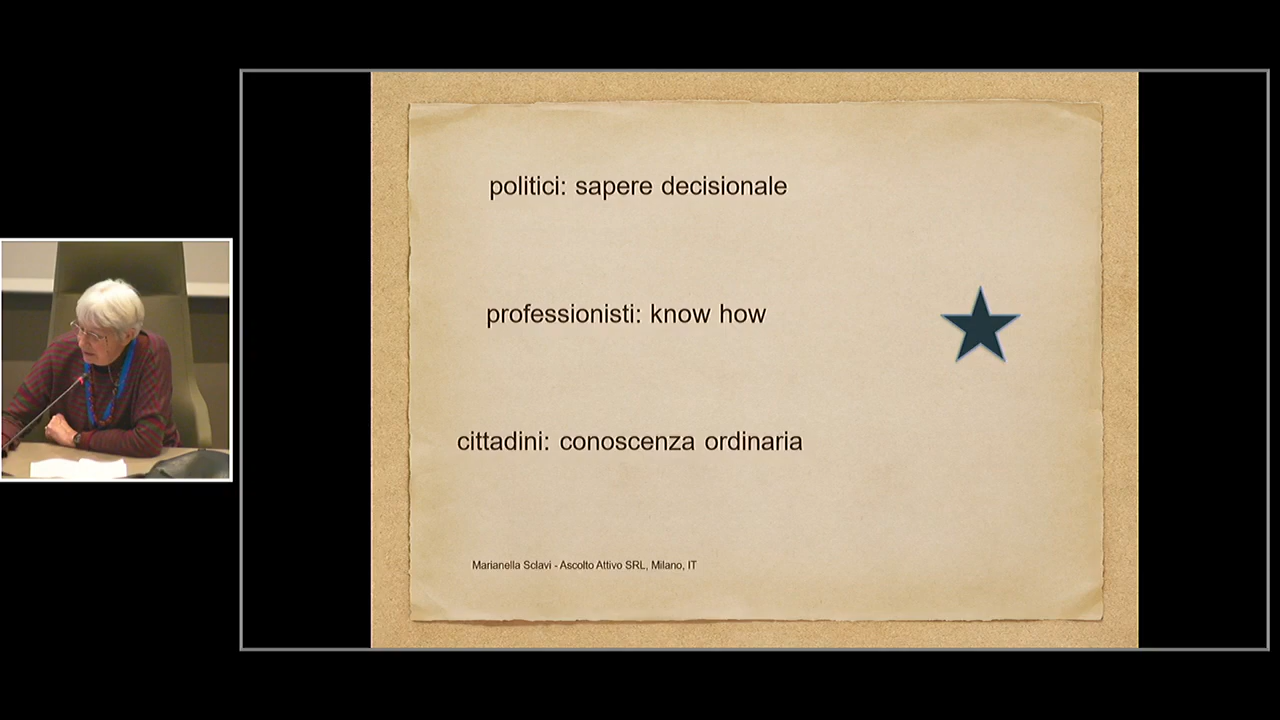 politici: sapere decisionale
professionisti: know how
cittadini: conoscenza ordinaria
Marianella Sclavi - Ascolto Attivo SRL, Milano, IT